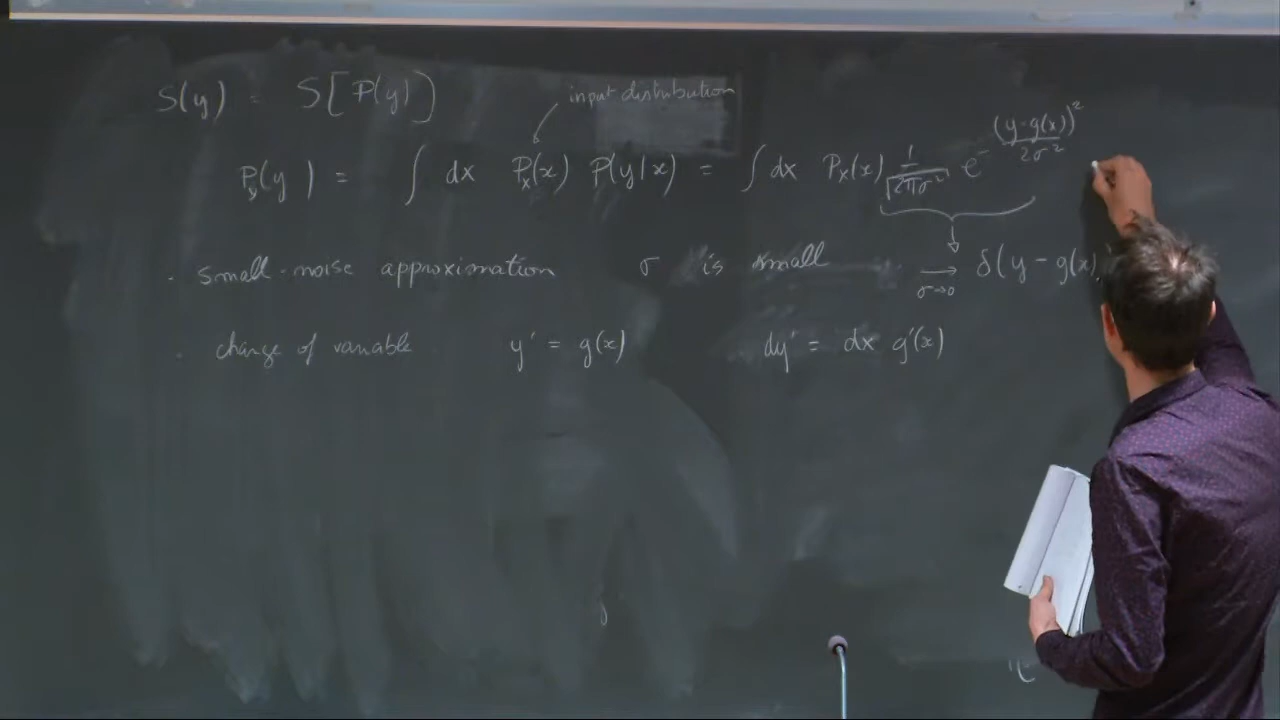 S(y) = S[P(y)]
input distribution
P_y(y) = ∫ dx P_x(x) P(y|x) = ∫ dx P_x(x) 1/√(2πσ²) e^{-(y-g(x))²/2σ²}
· small-noise approximation σ is small ⟶_{σ→0} δ(y - g(x)
· change of variable y' = g(x) dy' = dx g'(x)